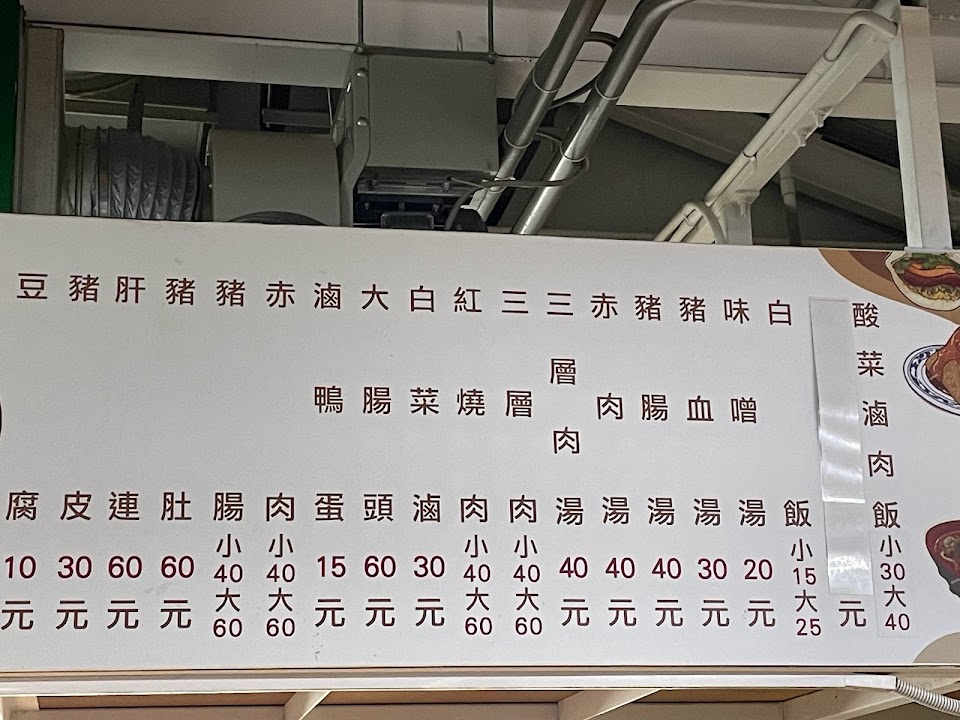 酸菜滷肉飯小30大40
元
白飯小15大25
味噌湯20元
豬血湯30元
豬腸湯40元
赤肉湯40元
三層肉湯40元
三層肉小40大60
紅燒肉小40大60
白菜滷30元
大腸頭60元
滷鴨蛋15元
赤肉小40大60
豬腸小40大60
豬肚60元
肝連60元
豬皮30元
豆腐10元